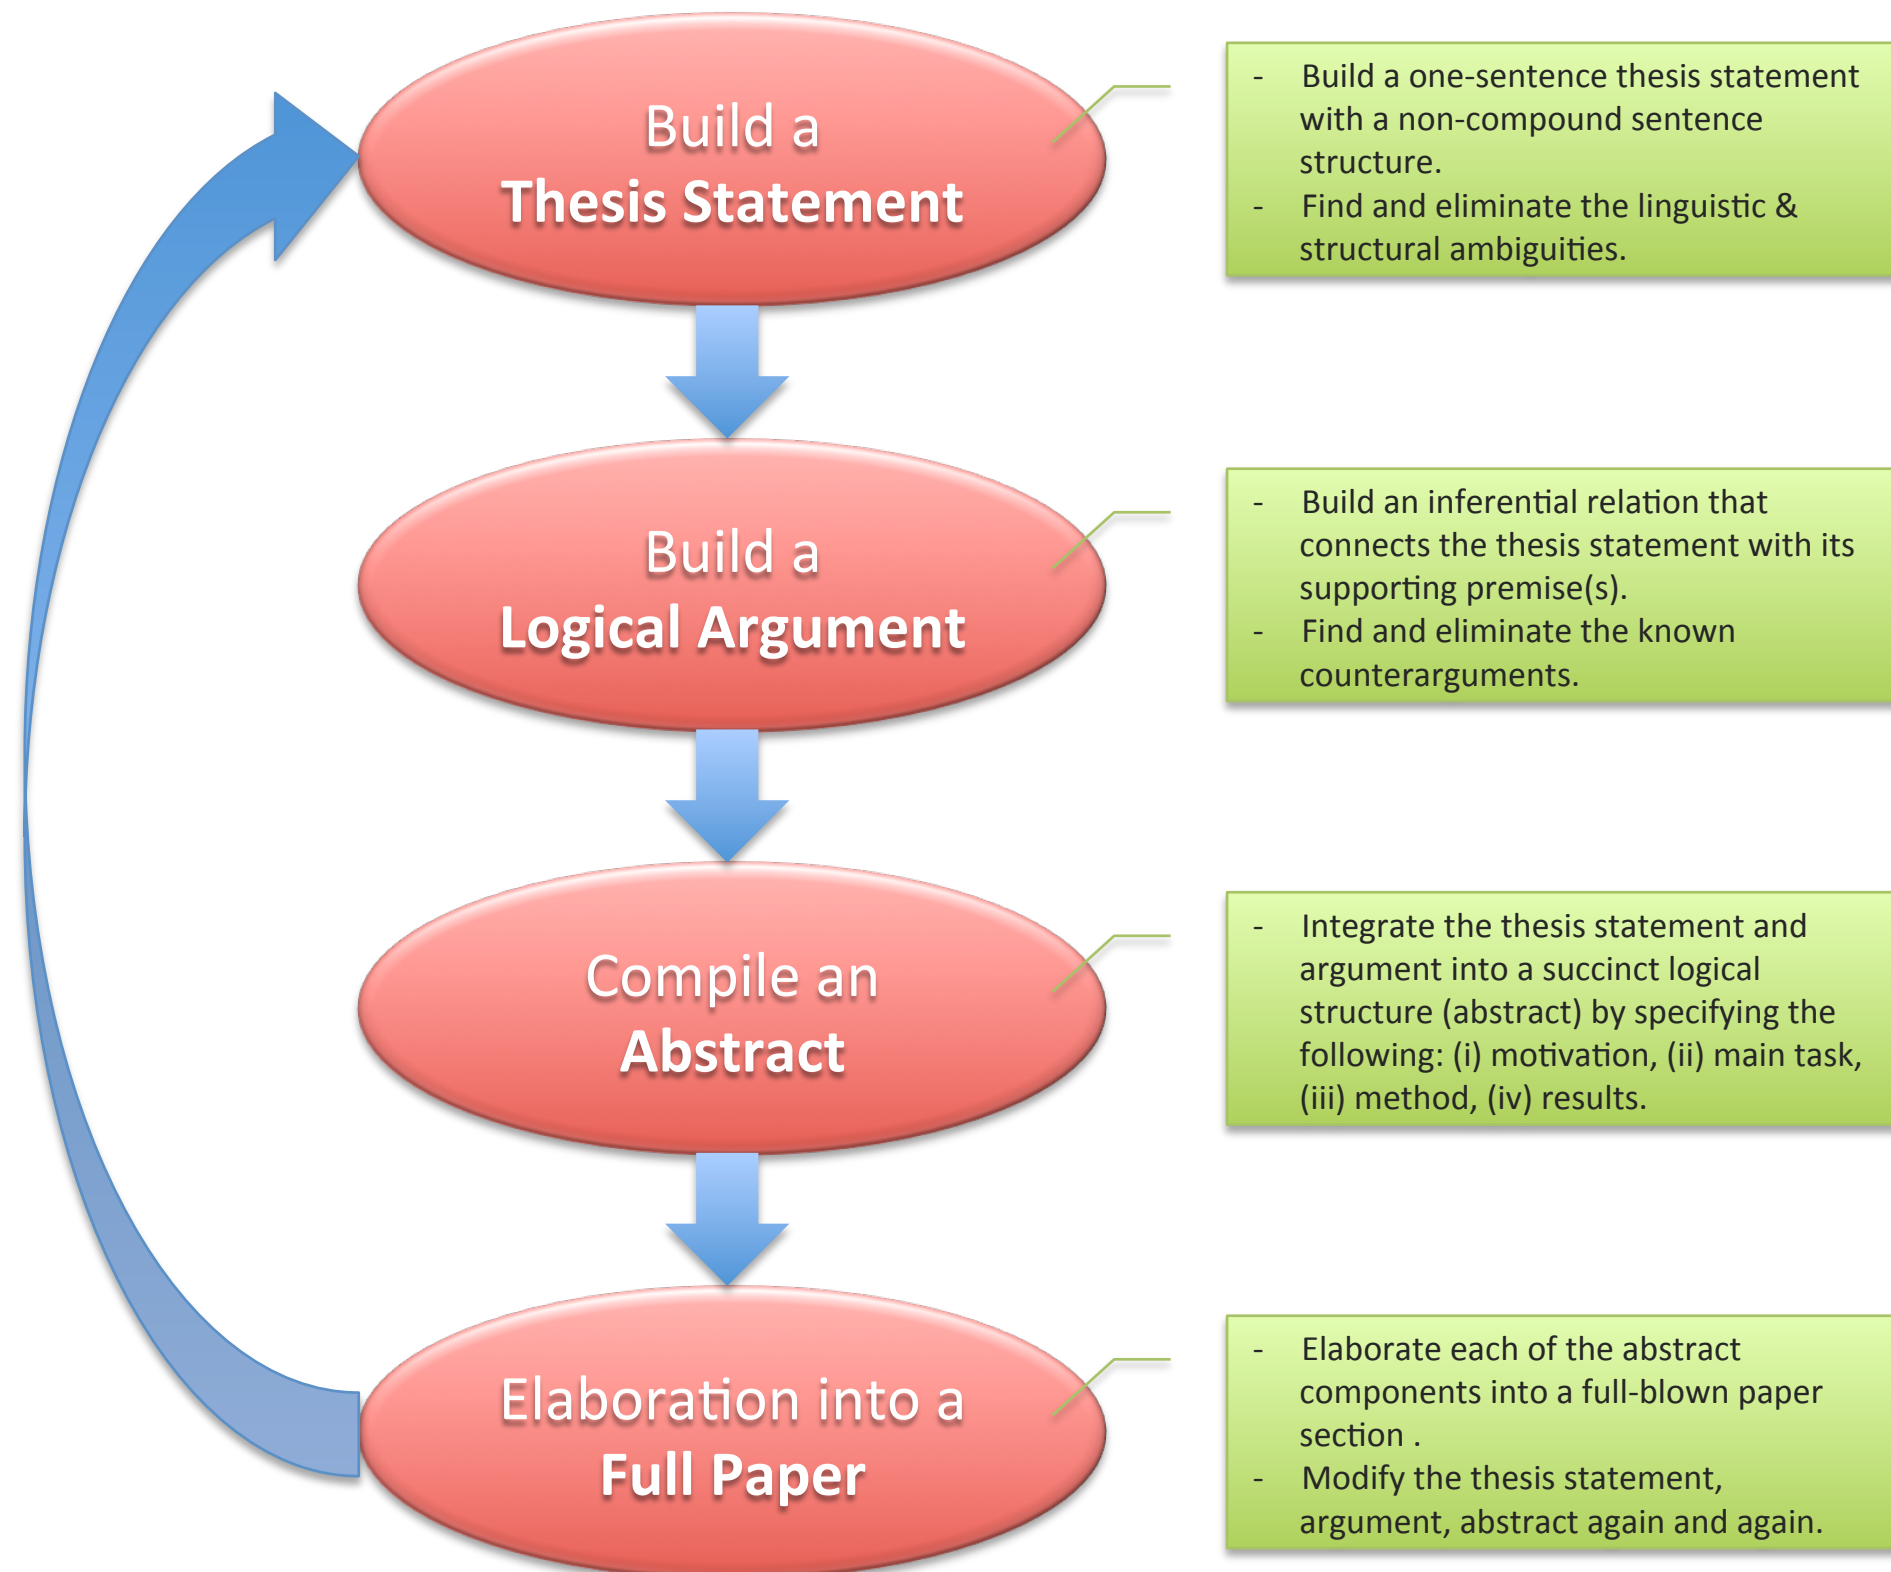 Build a
Thesis Statement
- Build a one-sentence thesis statement
with a non-compound sentence
structure.
- Find and eliminate the linguistic &
structural ambiguities.
Build a
Logical Argument
- Build an inferential relation that
connects the thesis statement with its
supporting premise(s).
- Find and eliminate the known
counterarguments.
Compile an
Abstract
- Integrate the thesis statement and
argument into a succinct logical
structure (abstract) by specifying the
following: (i) motivation, (ii) main task,
(iii) method, (iv) results.
Elaboration into a
Full Paper
- Elaborate each of the abstract
components into a full-blown paper
section .
- Modify the thesis statement,
argument, abstract again and again.